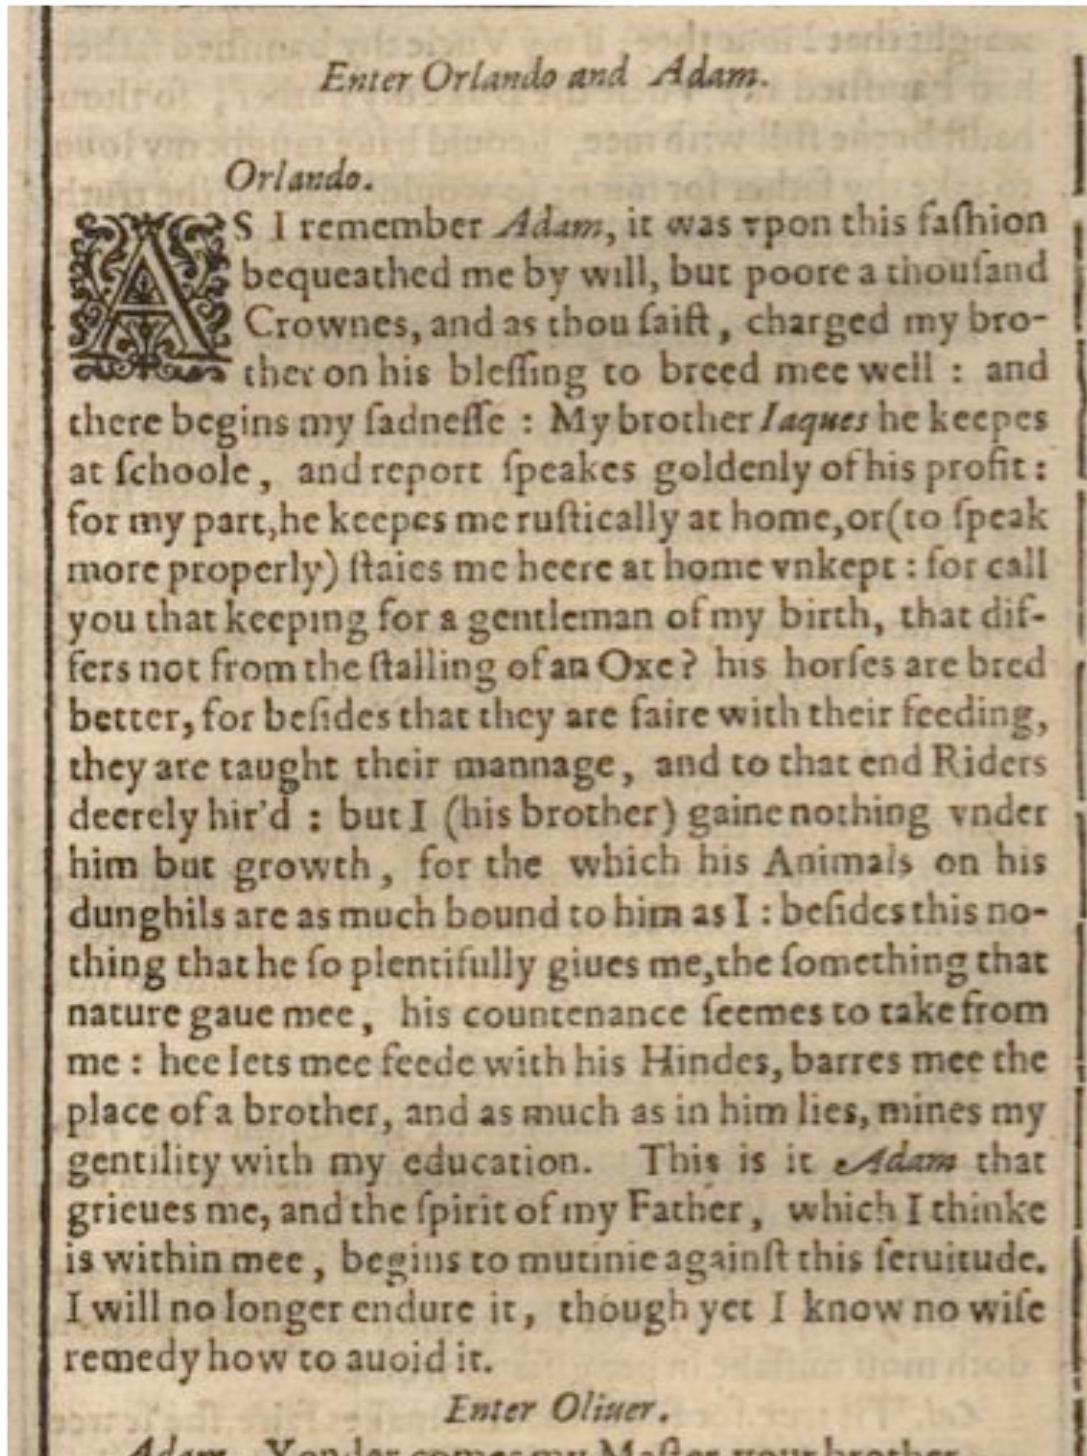 Enter Orlando and Adam.
Orlando.
AS I remember Adam, it was vpon this faſhion
bequeathed me by will, but poore a thouſand
Crownes, and as thou ſaiſt, charged my bro-
ther on his bleſſing to breed mee well : and
there begins my ſadneſſe : My brother Iaques he keepes
at ſchoole, and report ſpeakes goldenly of his profit :
for my part, he keepes me ruſtically at home, or (to ſpeak
more properly) ſtaies me heere at home vnkept : for call
you that keeping for a gentleman of my birth, that dif-
fers not from the ſtalling of an Oxe? his horſes are bred
better, for beſides that they are faire with their feeding,
they are taught their mannage, and to that end Riders
deerely hir'd : but I (his brother) gaine nothing vnder
him but growth, for the which his Animals on his
dunghils are as much bound to him as I : beſides this no-
thing that he ſo plentifully giues me, the ſomething that
nature gaue mee, his countenance ſeemes to take from
me : hee lets mee feede with his Hindes, barres mee the
place of a brother, and as much as in him lies, mines my
gentility with my education. This is it Adam that
grieues me, and the ſpirit of my Father, which I thinke
is within mee, begins to mutinie againſt this ſeruitude.
I will no longer endure it, though yet I know no wiſe
remedy how to auoid it.
Enter Oliuer.
Adam. Yonder comes my Maſter, your brother.